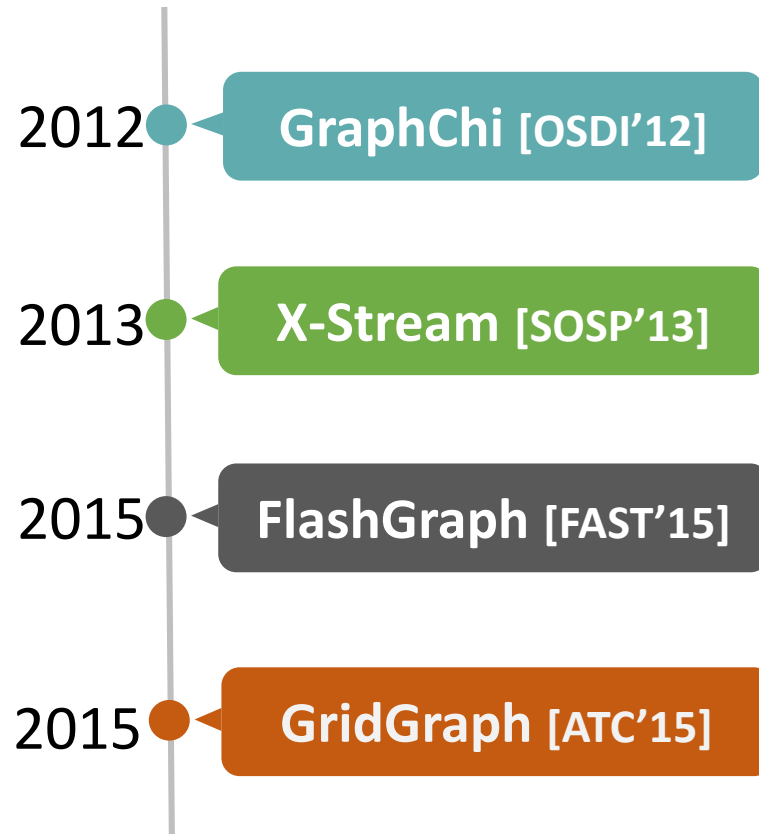 2012 GraphChi [OSDI’12]
2013 X-Stream [SOSP’13]
2015 FlashGraph [FAST’15]
2015 GridGraph [ATC’15]